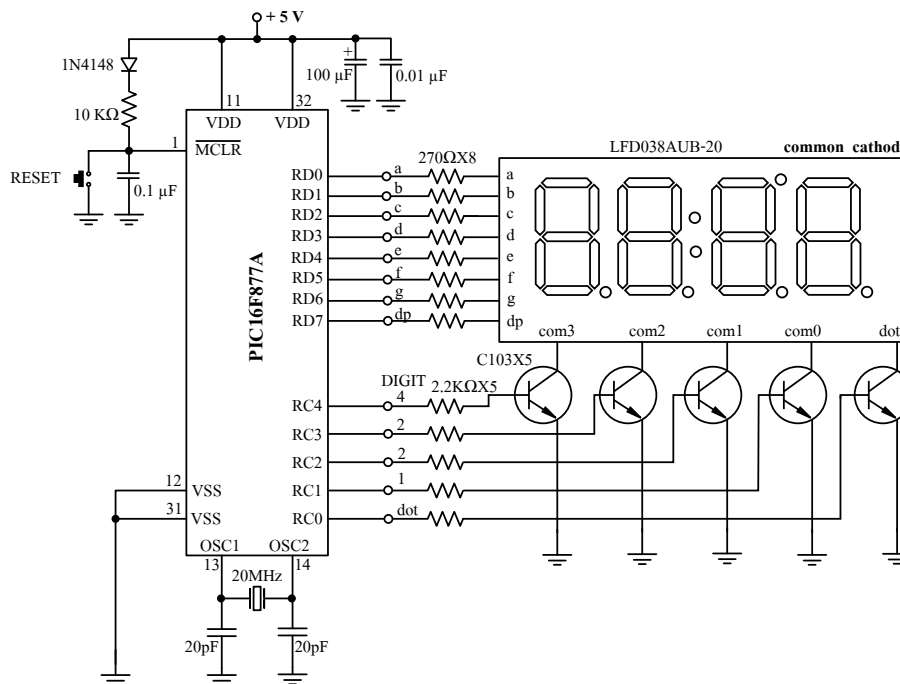 + 5 V
1N4148
10 KΩ
100 µF
+
0.01 µF
11
VDD
32
VDD
1
MCLR
RESET
0.1 µF
PIC16F877A
RD0
a
270ΩX8
RD1
b
RD2
c
RD3
d
RD4
e
RD5
f
RD6
g
RD7
dp
LFD038AUB-20
common cathod
a
b
c
d
e
f
g
dp
com3
com2
com1
com0
dot
C103X5
DIGIT
2.2KΩX5
RC4
4
RC3
2
RC2
2
RC1
1
RC0
dot
12
VSS
31
VSS
OSC1
OSC2
13
14
20MHz
20pF
20pF